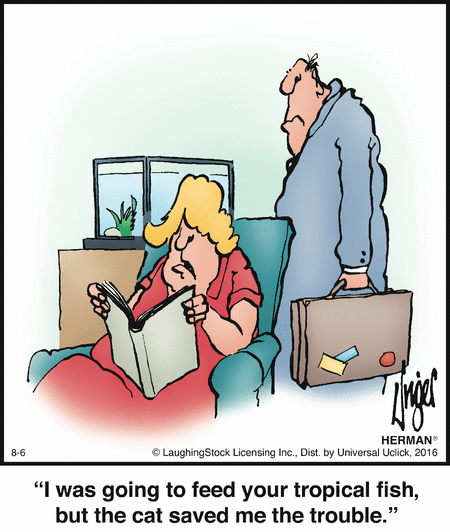 Unger
HERMAN®
8-6
© LaughingStock Licensing Inc., Dist. by Universal Uclick, 2016
“I was going to feed your tropical fish,
but the cat saved me the trouble.”